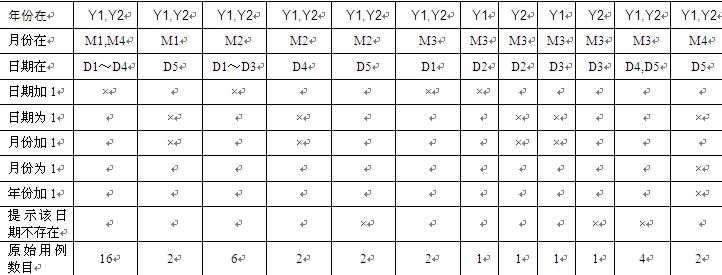 年份在 Y1,Y2 Y1,Y2 Y1,Y2 Y1,Y2 Y1,Y2 Y1,Y2 Y1 Y2 Y1 Y2 Y1,Y2 Y1,Y2
月份在 M1,M4 M1 M2 M2 M2 M3 M3 M3 M3 M3 M3 M4
日期在 D1～D4 D5 D1～D3 D4 D5 D1 D2 D2 D3 D3 D4,D5 D5
日期加 1 × × × ×
日期为 1 × × × × ×
月份加 1 × × × ×
月份为 1 ×
年份加 1 ×
提示该日
期不存在 × × ×
原始用例
数目 16 2 6 2 2 2 1 1 1 1 4 2